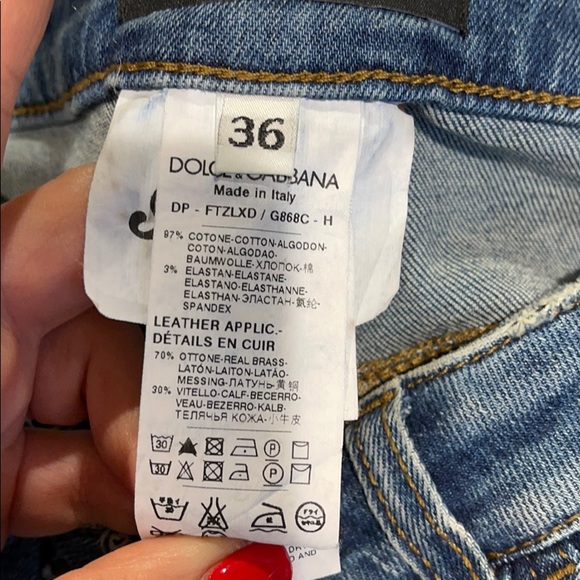 36
DOLCE & GABBANA
Made in Italy
DP - FTZLXD / G868C - H
97% COTONE-COTTON-ALGODON-
COTON-ALGODAO-
BAUMWOLLE-ХЛОПОК-棉
3% ELASTAN-ELASTANE-
ELASTANO-ELASTHANNE-
ELASTHAN-ЭЛАСТАН-氨纶-
SPANDEX
LEATHER APPLIC.-
DÉTAILS EN CUIR
70% OTTONE-REAL BRASS-
LATÓN-LAITON-LATÃO-
MESSING-ЛАТУНЬ-黄铜
30% VITELLO-CALF-BECERRO-
VEAU-BEZERRO-KALB-
ТЕЛЯЧЬЯ КОЖА-小牛皮
30 P
30 P